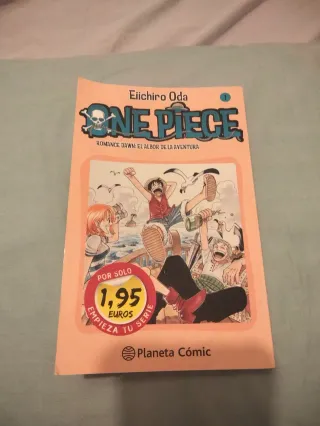 Eiichiro Oda
ONE PIECE
1
ROMANCE DAWN: EL ALBOR DE LA AVENTURA
POR SOLO
1,95
EUROS
EMPIEZA TU SERIE
Planeta Cómic